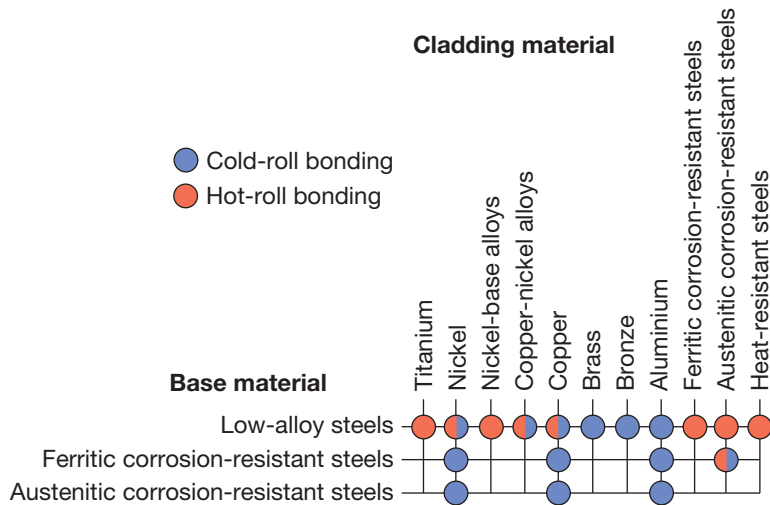 Cladding material
Cold-roll bonding
Hot-roll bonding
Titanium
Nickel
Nickel-base alloys
Copper-nickel alloys
Copper
Brass
Bronze
Aluminium
Ferritic corrosion-resistant steels
Austenitic corrosion-resistant steels
Heat-resistant steels
Base material
Low-alloy steels
Ferritic corrosion-resistant steels
Austenitic corrosion-resistant steels